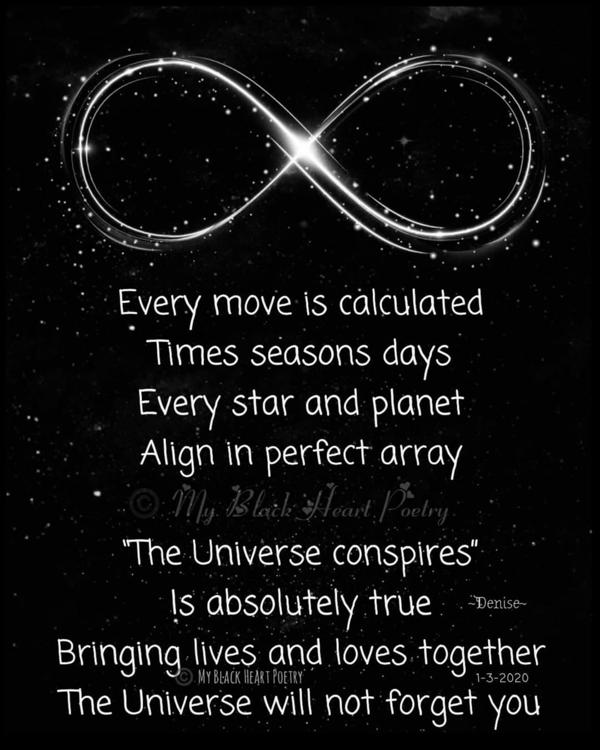 Every move is calculated
Times seasons days
Every star and planet
Align in perfect array
© My Black Heart Poetry
"The Universe conspires"
Is absolutely true
~Denise~
Bringing lives and loves together
© My Black Heart Poetry
1-3-2020
The Universe will not forget you